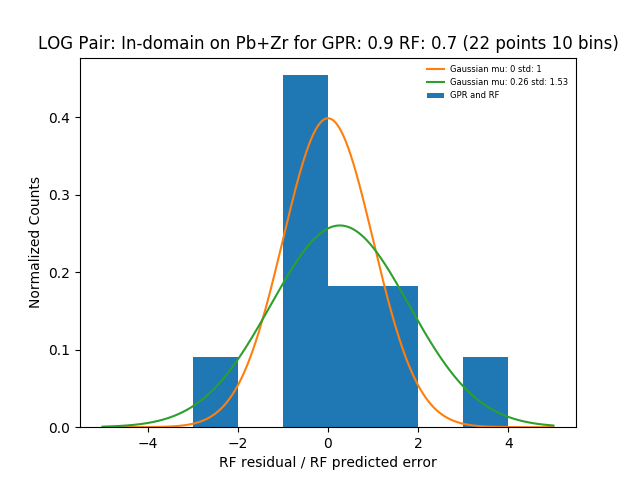 LOG Pair: In-domain on Pb+Zr for GPR: 0.9 RF: 0.7 (22 points 10 bins)
Gaussian mu: 0 std: 1
Gaussian mu: 0.26 std: 1.53
GPR and RF
Normalized Counts
0.4
0.3
0.2
0.1
0.0
−4 −2 0 2 4
RF residual / RF predicted error